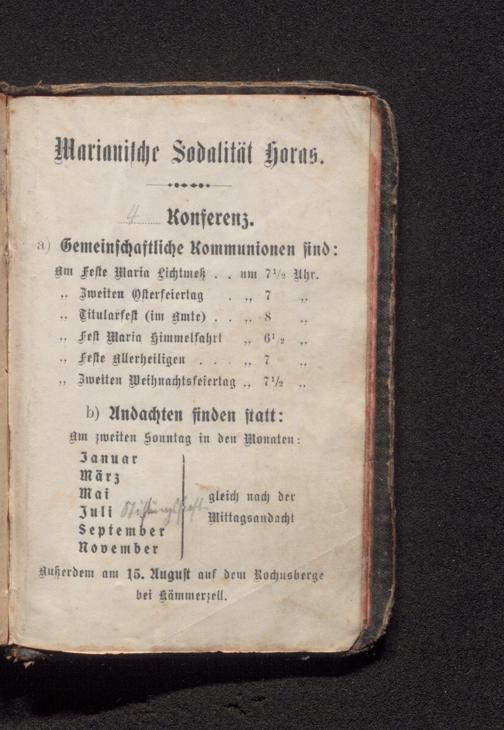 Marianische Sodalität Horas.
4 Konferenz.
a) Gemeinschaftliche Kommunionen sind:
Am Feste Maria Lichtmeß . . um 7½ Uhr.
„ Zweiten Osterfeiertag . „ 7 „
„ Titularfest (im Amte) . . „ 8 „
„ Fest Maria Himmelfahrt „ 6½ „
„ Feste Allerheiligen . . . „ 7 „
„ Zweiten Weihnachtsfeiertag „ 7½ „
b) Andachten finden statt:
Am zweiten Sonntag in den Monaten:
Januar
März
Mai
Juli Stiftungsfest
September
November
gleich nach der
Mittagsandacht
Außerdem am 15. August auf dem Rochusberge
bei Kämmerzell.